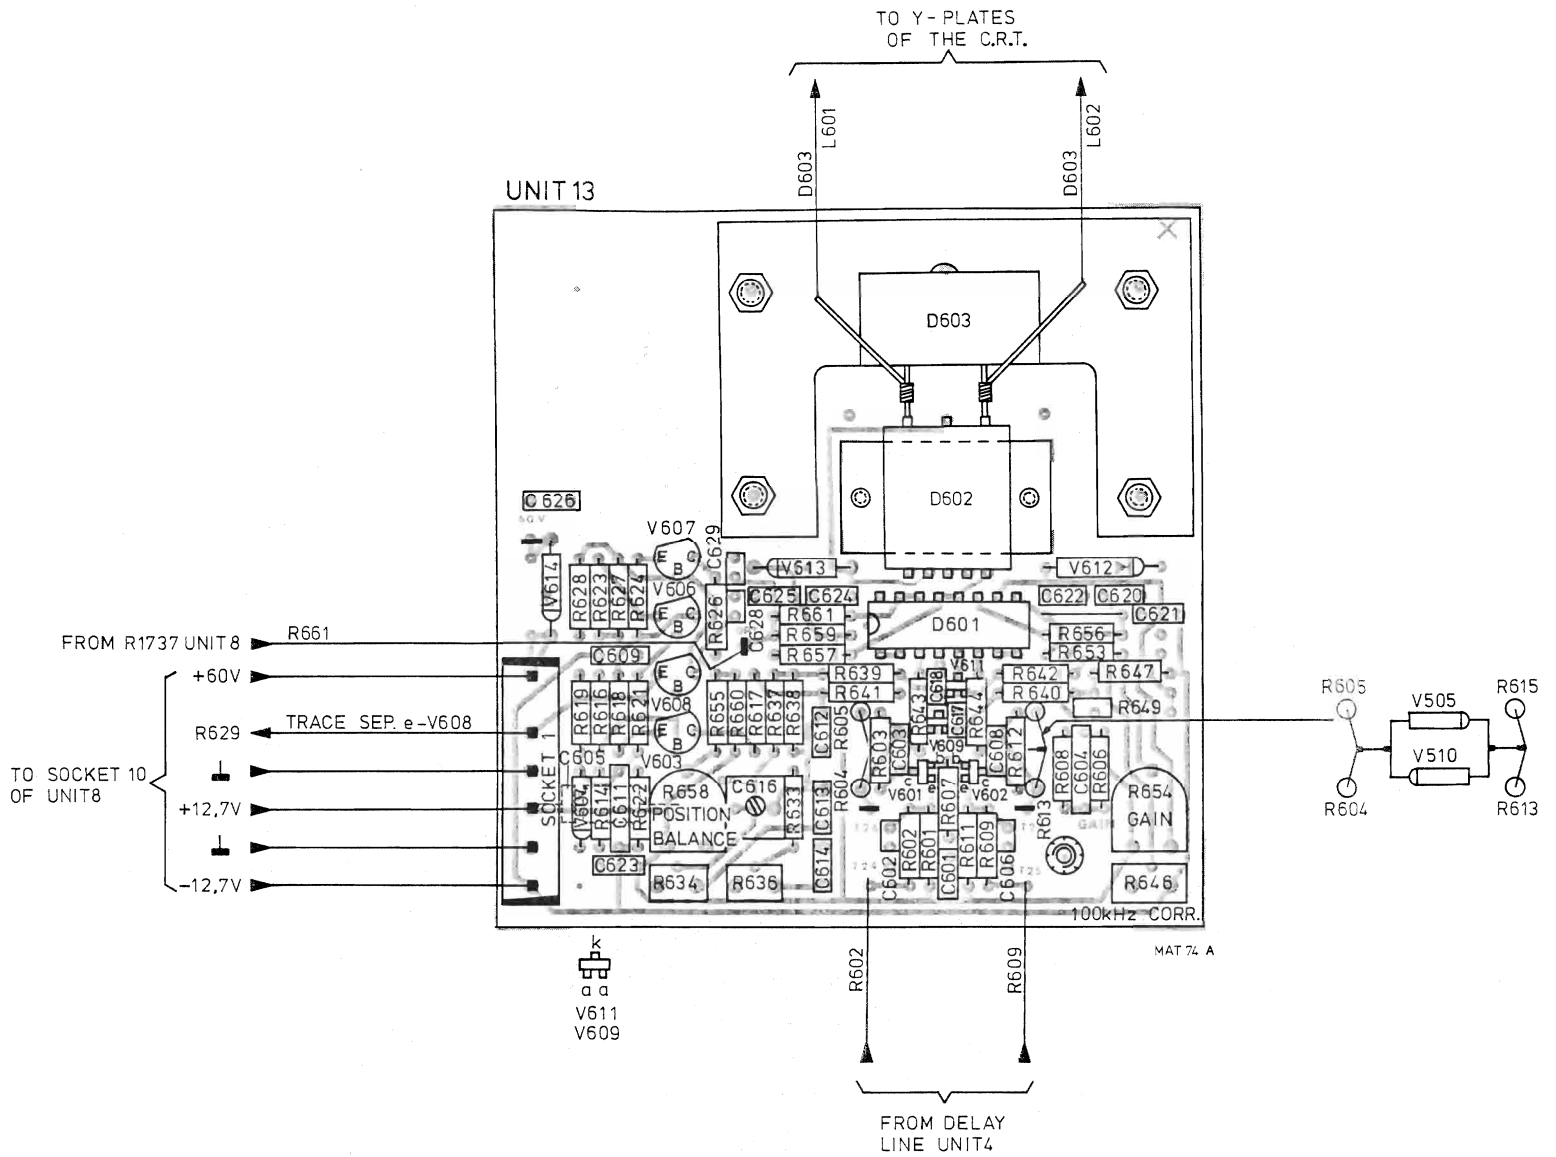 TO Y-PLATES
OF THE C.R.T.
D603
L601
D603
L602
UNIT 13
D603
D602
C626
60V
V607
C629
E
C
B
V613
V612
V614
R628
R623
R627
R624
V606
E
C
B
R626
C628
C625
C624
C622
C620
C621
R661
R659
R657
D601
R656
R653
FROM R1737 UNIT 8
R661
C609
+60V
E
C
B
R639
R641
V611
C618
R642
R640
R647
R619
R616
R618
R621
V608
E
C
B
R655
R660
R617
R637
R638
C612
R605
R643
C617
R644
R649
R629
TRACE SEP. e-V608
R603
C603
V609
C608
R612
R605
V505
R615
V510
R604
R613
TO SOCKET 10
OF UNIT8
SOCKET 1
C605
V603
R604
c
e
e
c
V601
R607
V602
R608
C604
R606
R654
GAIN
+12,7V
V604
R614
C611
R622
R658
POSITION
BALANCE
C616
R633
C613
R613
GAIN
-12,7V
C623
R634
R636
C614
C602
R602
R601
C601
R611
R609
C606
T24
T25
R646
100kHz CORR.
MAT 74 A
k
a a
V611
V609
R602
R609
FROM DELAY
LINE UNIT4